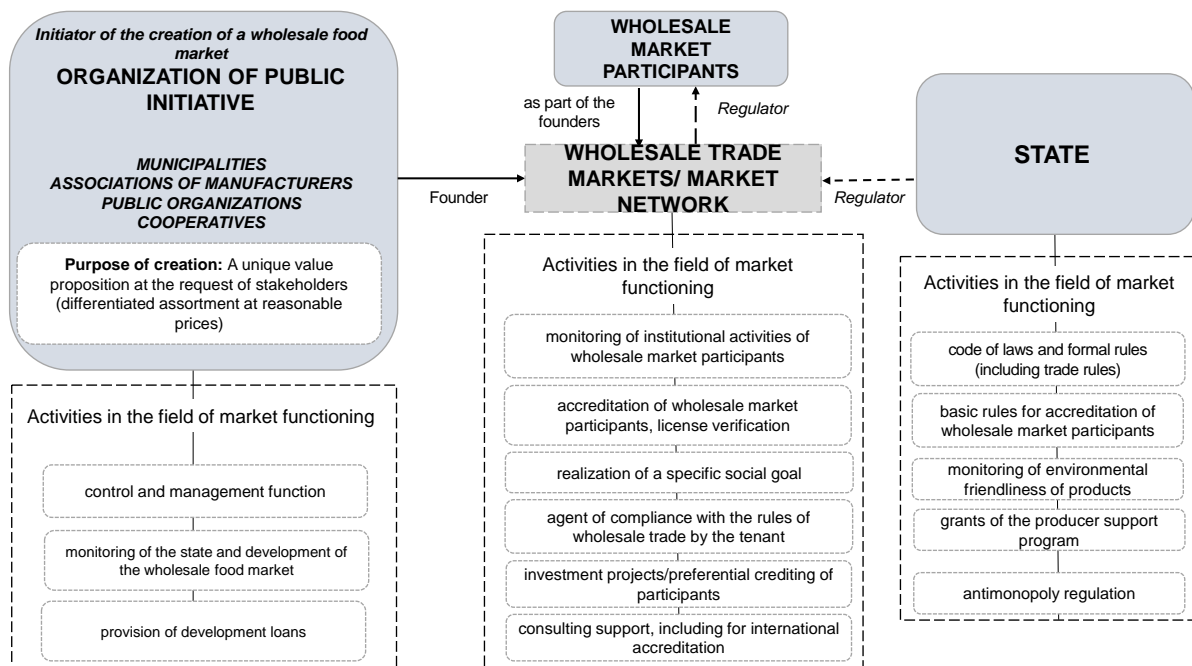 Initiator of the creation of a wholesale food
market
ORGANIZATION OF PUBLIC
INITIATIVE
MUNICIPALITIES
ASSOCIATIONS OF MANUFACTURERS
PUBLIC ORGANIZATIONS
COOPERATIVES
Purpose of creation: A unique value
proposition at the request of stakeholders
(differentiated assortment at reasonable
prices)
Activities in the field of market functioning
control and management function
monitoring of the state and development of
the wholesale food market
provision of development loans
Founder
WHOLESALE
MARKET
PARTICIPANTS
as part of the
founders
Regulator
WHOLESALE TRADE
MARKETS/ MARKET
NETWORK
Activities in the field of market
functioning
monitoring of institutional activities of
wholesale market participants
accreditation of wholesale market
participants, license verification
realization of a specific social goal
agent of compliance with the rules of
wholesale trade by the tenant
investment projects/preferential crediting of
participants
consulting support, including for international
accreditation
Regulator
STATE
Activities in the field of market
functioning
code of laws and formal rules
(including trade rules)
basic rules for accreditation of
wholesale market participants
monitoring of environmental
friendliness of products
grants of the producer support
program
antimonopoly regulation